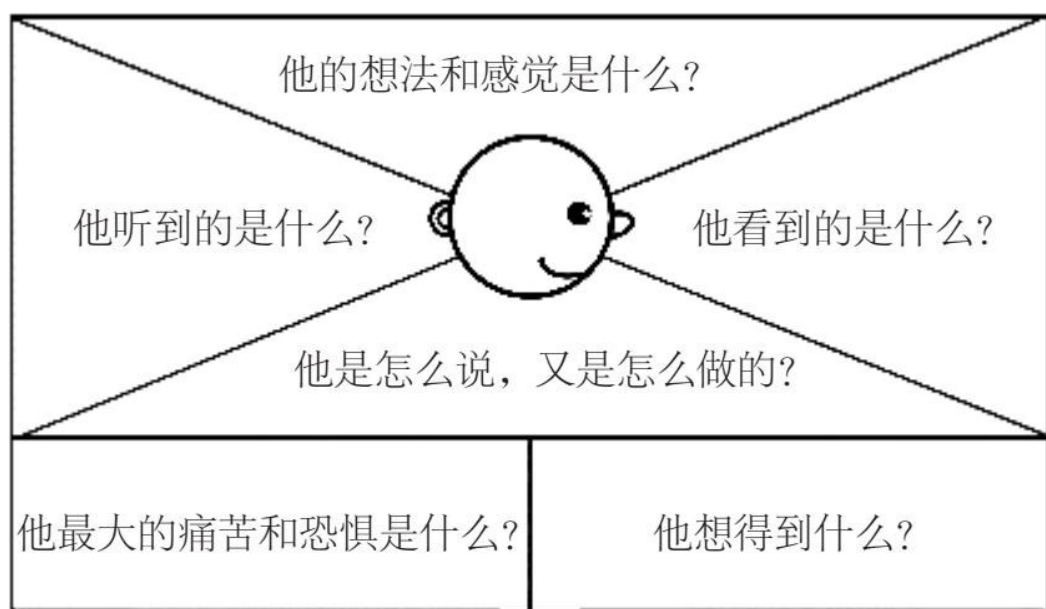 他的想法和感觉是什么？
他听到的是什么？
他看到的是什么？
他是怎么说，又是怎么做的？
他最大的痛苦和恐惧是什么？
他想得到什么？